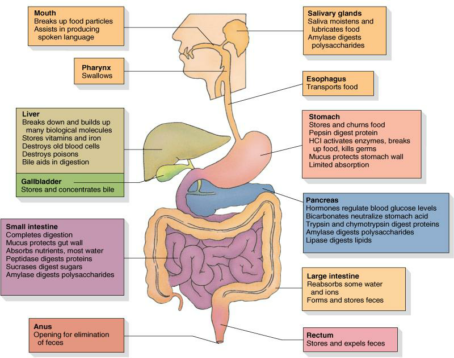 Mouth
Breaks up food particles
Assists in producing
spoken language
Salivary glands
Saliva moistens and
lubricates food
Amylase digests
polysaccharides
Pharynx
Swallows
Esophagus
Transports food
Liver
Breaks down and builds up
many biological molecules
Stores vitamins and iron
Destroys old blood cells
Destroys poisons
Bile aids in digestion
Gallbladder
Stores and concentrates bile
Stomach
Stores and churns food
Pepsin digest protein
HCl activates enzymes, breaks
up food, kills germs
Mucus protects stomach wall
Limited absorption
Pancreas
Hormones regulate blood glucose levels
Bicarbonates neutralize stomach acid
Trypsin and chymotrypsin digest proteins
Amylase digests polysaccharides
Lipase digests lipids
Small intestine
Completes digestion
Mucus protects gut wall
Absorbs nutrients, most water
Peptidase digests proteins
Sucrases digest sugars
Amylase digests polysaccharides
Large intestine
Reabsorbs some water
and ions
Forms and stores feces
Anus
Opening for elimination
of feces
Rectum
Stores and expels feces